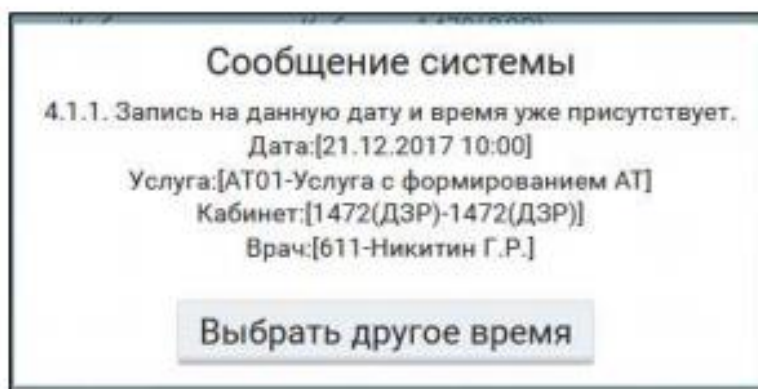 Сообщение системы
4.1.1. Запись на данную дату и время уже присутствует.
Дата:[21.12.2017 10:00]
Услуга:[АТ01-Услуга с формированием АТ]
Кабинет:[1472(ДЗР)-1472(ДЗР)]
Врач:[611-Никитин Г.Р.]
Выбрать другое время